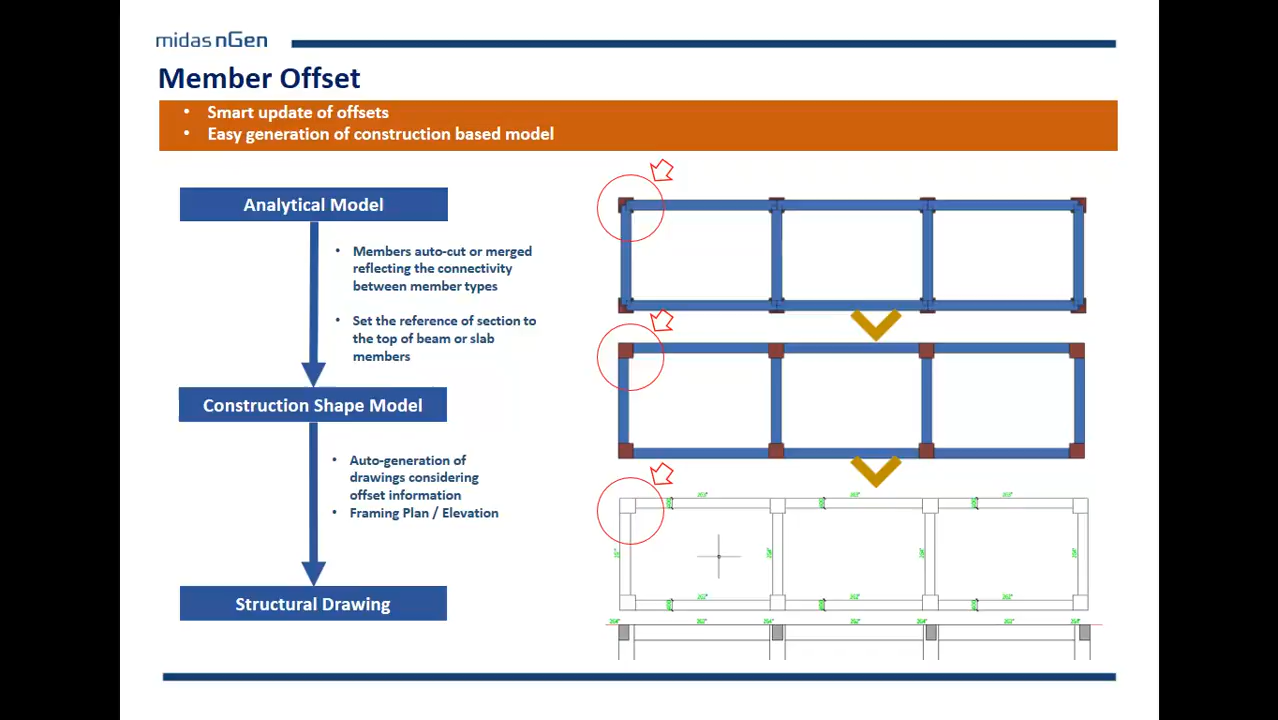 midas nGen
Member Offset
• Smart update of offsets
• Easy generation of construction based model
Analytical Model
• Members auto-cut or merged
reflecting the connectivity
between member types
• Set the reference of section to
the top of beam or slab
members
Construction Shape Model
• Auto-generation of
drawings considering
offset information
• Framing Plan / Elevation
Structural Drawing